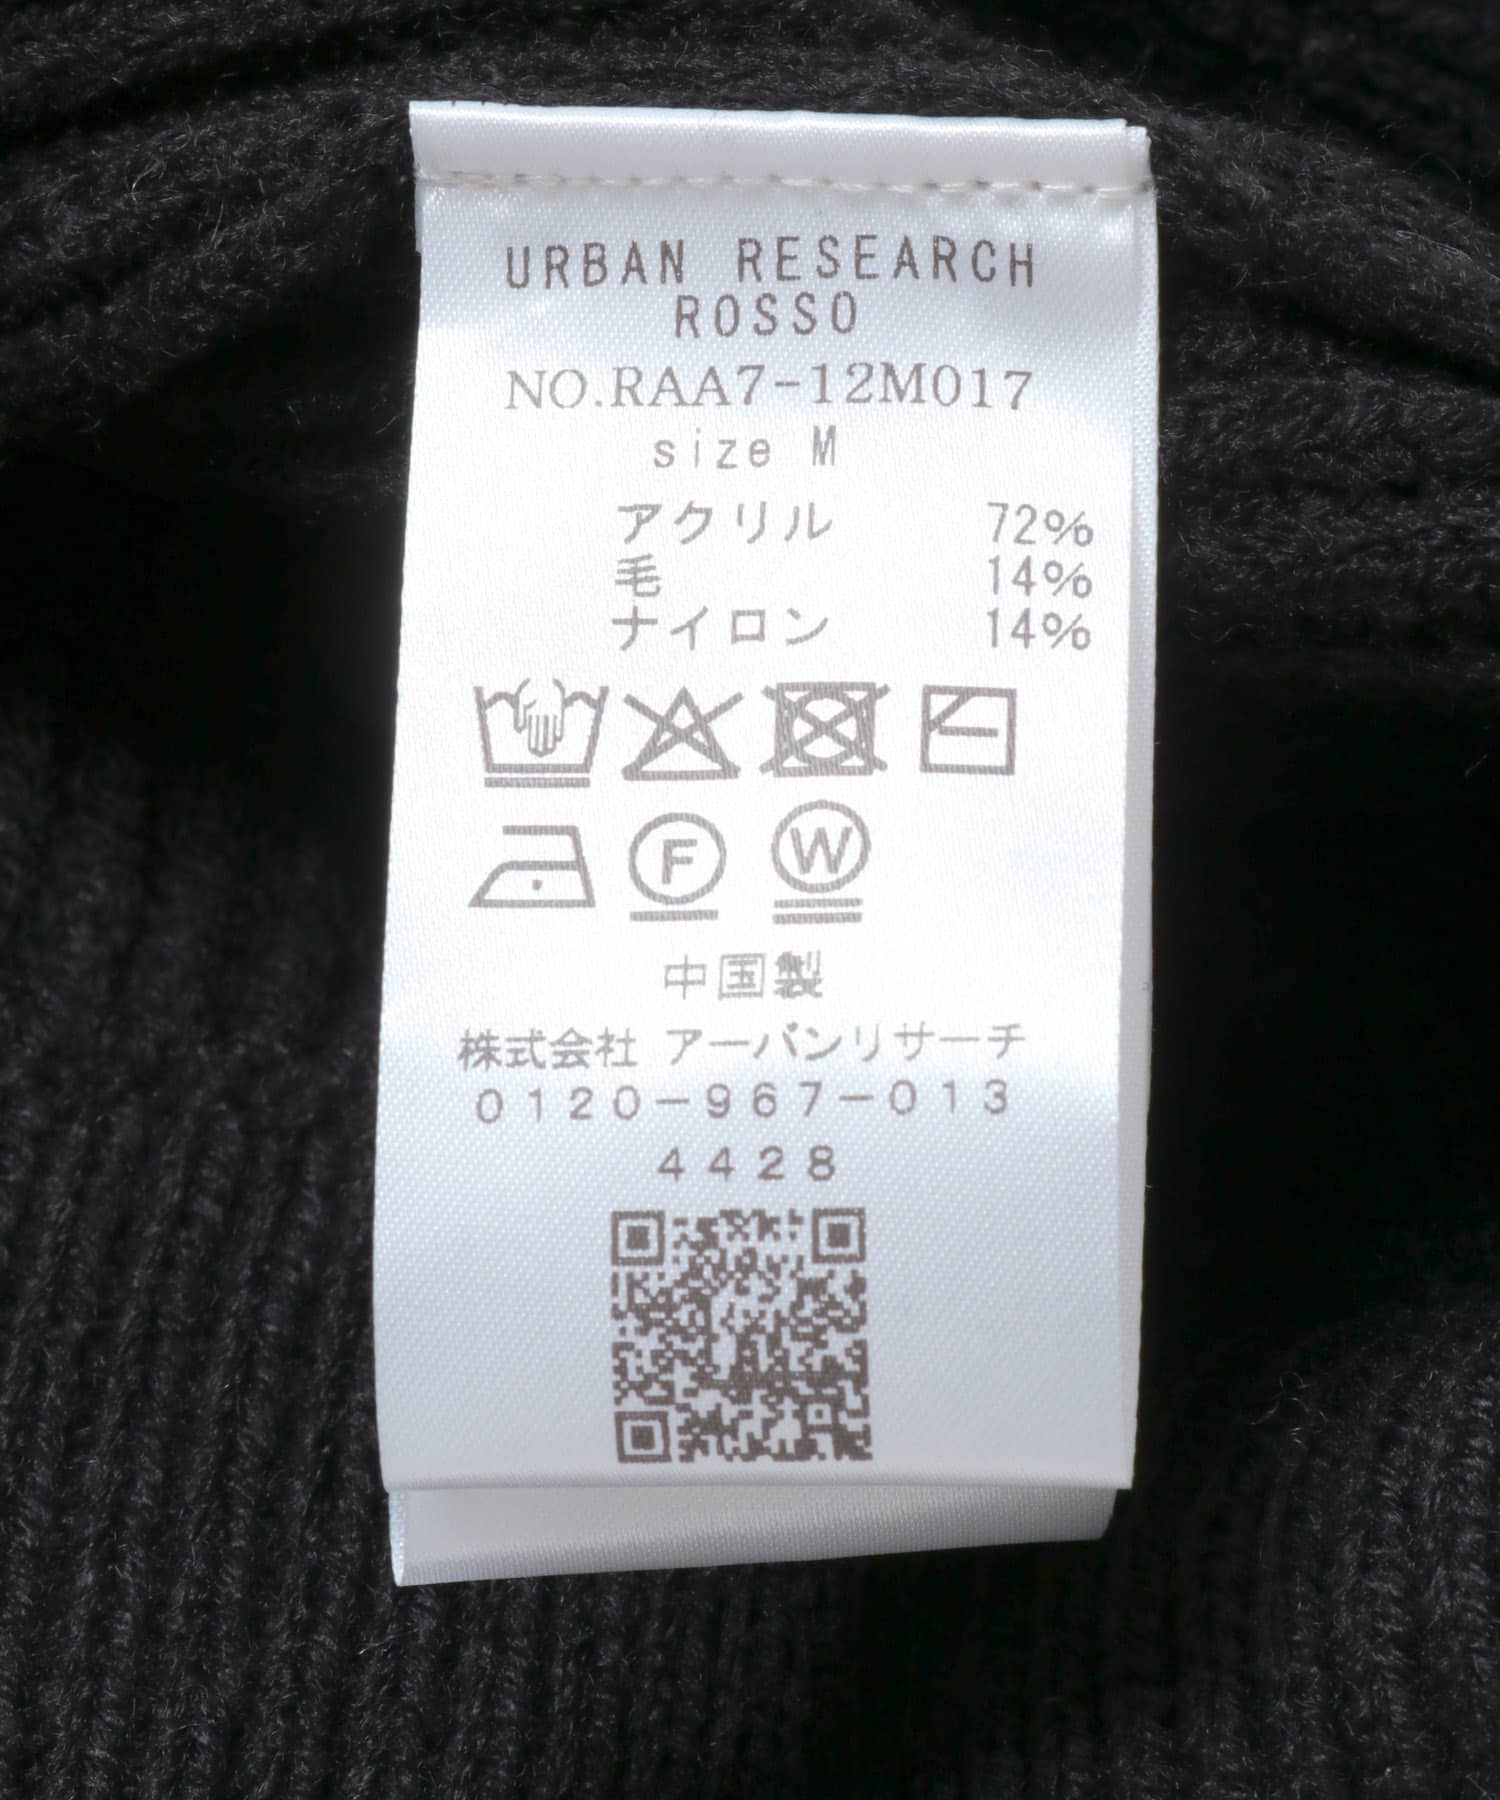 URBAN RESEARCH
ROSSO
NO.RAA7-12M017
size M
アクリル 72%
毛 14%
ナイロン 14%
F W
中国製
株式会社 アーバンリサーチ
0120-967-013
4428